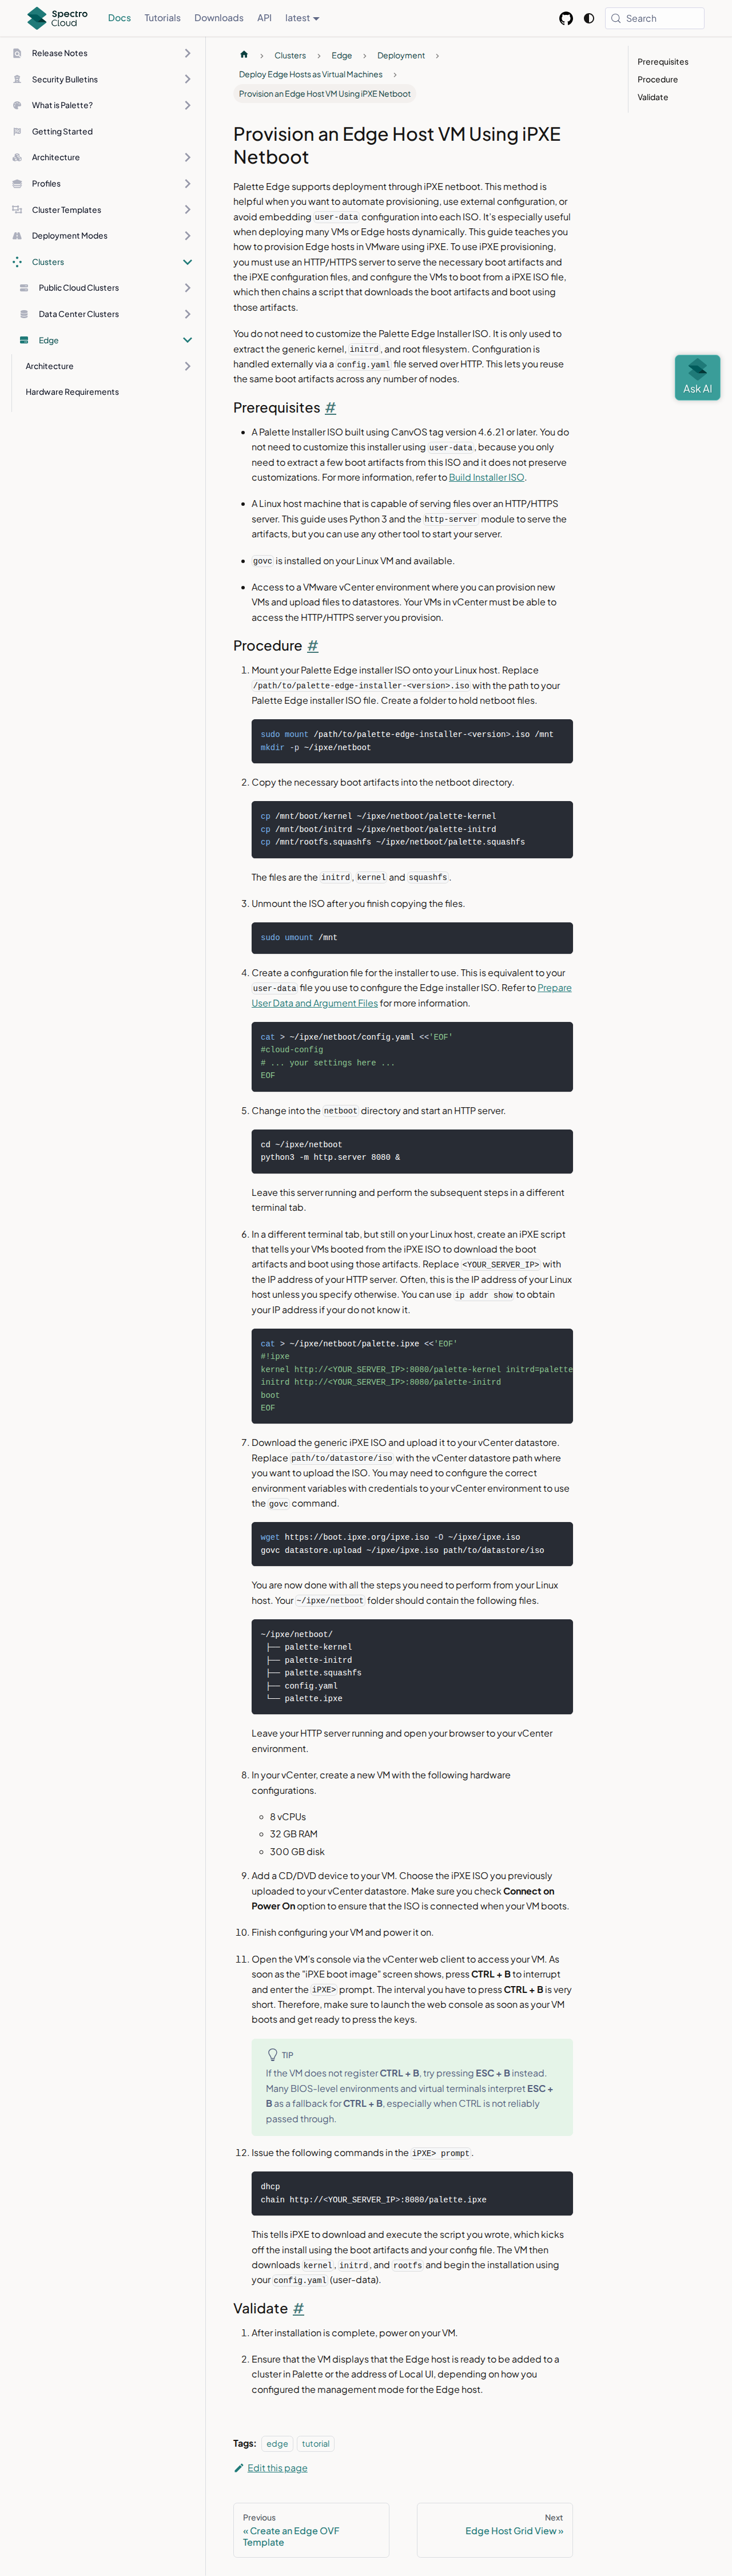 Spectro Cloud
Docs
Tutorials
Downloads
API
latest
Search
Release Notes
Security Bulletins
What is Palette?
Getting Started
Architecture
Profiles
Cluster Templates
Deployment Modes
Clusters
Public Cloud Clusters
Data Center Clusters
Edge
Architecture
Hardware Requirements
Clusters
Edge
Deployment
Deploy Edge Hosts as Virtual Machines
Provision an Edge Host VM Using iPXE Netboot
Prerequisites
Procedure
Validate
Ask AI
Provision an Edge Host VM Using iPXE
Netboot
Palette Edge supports deployment through iPXE netboot. This method is
helpful when you want to automate provisioning, use external configuration, or
avoid embedding user-data configuration into each ISO. It's especially useful
when deploying many VMs or Edge hosts dynamically. This guide teaches you
how to provision Edge hosts in VMware using iPXE. To use iPXE provisioning,
you must use an HTTP/HTTPS server to serve the necessary boot artifacts and
the iPXE configuration files, and configure the VMs to boot from a iPXE ISO file,
which then chains a script that downloads the boot artifacts and boot using
those artifacts.
You do not need to customize the Palette Edge Installer ISO. It is only used to
extract the generic kernel, initrd, and root filesystem. Configuration is
handled externally via a config.yaml file served over HTTP. This lets you reuse
the same boot artifacts across any number of nodes.
Prerequisites #
A Palette Installer ISO built using CanvOS tag version 4.6.21 or later. You do
not need to customize this installer using user-data, because you only
need to extract a few boot artifacts from this ISO and it does not preserve
customizations. For more information, refer to Build Installer ISO.
A Linux host machine that is capable of serving files over an HTTP/HTTPS
server. This guide uses Python 3 and the http-server module to serve the
artifacts, but you can use any other tool to start your server.
govc is installed on your Linux VM and available.
Access to a VMware vCenter environment where you can provision new
VMs and upload files to datastores. Your VMs in vCenter must be able to
access the HTTP/HTTPS server you provision.
Procedure #
1. Mount your Palette Edge installer ISO onto your Linux host. Replace
/path/to/palette-edge-installer-<version>.iso with the path to your
Palette Edge installer ISO file. Create a folder to hold netboot files.
sudo mount /path/to/palette-edge-installer-<version>.iso /mnt
mkdir -p ~/ipxe/netboot
2. Copy the necessary boot artifacts into the netboot directory.
cp /mnt/boot/kernel ~/ipxe/netboot/palette-kernel
cp /mnt/boot/initrd ~/ipxe/netboot/palette-initrd
cp /mnt/rootfs.squashfs ~/ipxe/netboot/palette.squashfs
The files are the initrd, kernel and squashfs.
3. Unmount the ISO after you finish copying the files.
sudo umount /mnt
4. Create a configuration file for the installer to use. This is equivalent to your
user-data file you use to configure the Edge installer ISO. Refer to Prepare
User Data and Argument Files for more information.
cat > ~/ipxe/netboot/config.yaml <<'EOF'
#cloud-config
# ... your settings here ...
EOF
5. Change into the netboot directory and start an HTTP server.
cd ~/ipxe/netboot
python3 -m http.server 8080 &
Leave this server running and perform the subsequent steps in a different
terminal tab.
6. In a different terminal tab, but still on your Linux host, create an iPXE script
that tells your VMs booted from the iPXE ISO to download the boot
artifacts and boot using those artifacts. Replace <YOUR_SERVER_IP> with
the IP address of your HTTP server. Often, this is the IP address of your Linux
host unless you specify otherwise. You can use ip addr show to obtain
your IP address if your do not know it.
cat > ~/ipxe/netboot/palette.ipxe <<'EOF'
#!ipxe
kernel http://<YOUR_SERVER_IP>:8080/palette-kernel initrd=palette
initrd http://<YOUR_SERVER_IP>:8080/palette-initrd
boot
EOF
7. Download the generic iPXE ISO and upload it to your vCenter datastore.
Replace path/to/datastore/iso with the vCenter datastore path where
you want to upload the ISO. You may need to configure the correct
environment variables with credentials to your vCenter environment to use
the govc command.
wget https://boot.ipxe.org/ipxe.iso -O ~/ipxe/ipxe.iso
govc datastore.upload ~/ipxe/ipxe.iso path/to/datastore/iso
You are now done with all the steps you need to perform from your Linux
host. Your ~/ipxe/netboot folder should contain the following files.
~/ipxe/netboot/
├── palette-kernel
├── palette-initrd
├── palette.squashfs
├── config.yaml
└── palette.ipxe
Leave your HTTP server running and open your browser to your vCenter
environment.
8. In your vCenter, create a new VM with the following hardware
configurations.
8 vCPUs
32 GB RAM
300 GB disk
9. Add a CD/DVD device to your VM. Choose the iPXE ISO you previously
uploaded to your vCenter datastore. Make sure you check Connect on
Power On option to ensure that the ISO is connected when your VM boots.
10. Finish configuring your VM and power it on.
11. Open the VM's console via the vCenter web client to access your VM. As
soon as the "iPXE boot image" screen shows, press CTRL + B to interrupt
and enter the iPXE> prompt. The interval you have to press CTRL + B is very
short. Therefore, make sure to launch the web console as soon as your VM
boots and get ready to press the keys.
TIP
If the VM does not register CTRL + B, try pressing ESC + B instead.
Many BIOS-level environments and virtual terminals interpret ESC +
B as a fallback for CTRL + B, especially when CTRL is not reliably
passed through.
12. Issue the following commands in the iPXE> prompt.
dhcp
chain http://<YOUR_SERVER_IP>:8080/palette.ipxe
This tells iPXE to download and execute the script you wrote, which kicks
off the install using the boot artifacts and your config file. The VM then
downloads kernel, initrd, and rootfs and begin the installation using
your config.yaml (user-data).
Validate #
1. After installation is complete, power on your VM.
2. Ensure that the VM displays that the Edge host is ready to be added to a
cluster in Palette or the address of Local UI, depending on how you
configured the management mode for the Edge host.
Tags: edge tutorial
Edit this page
Previous
« Create an Edge OVF
Template
Next
Edge Host Grid View »